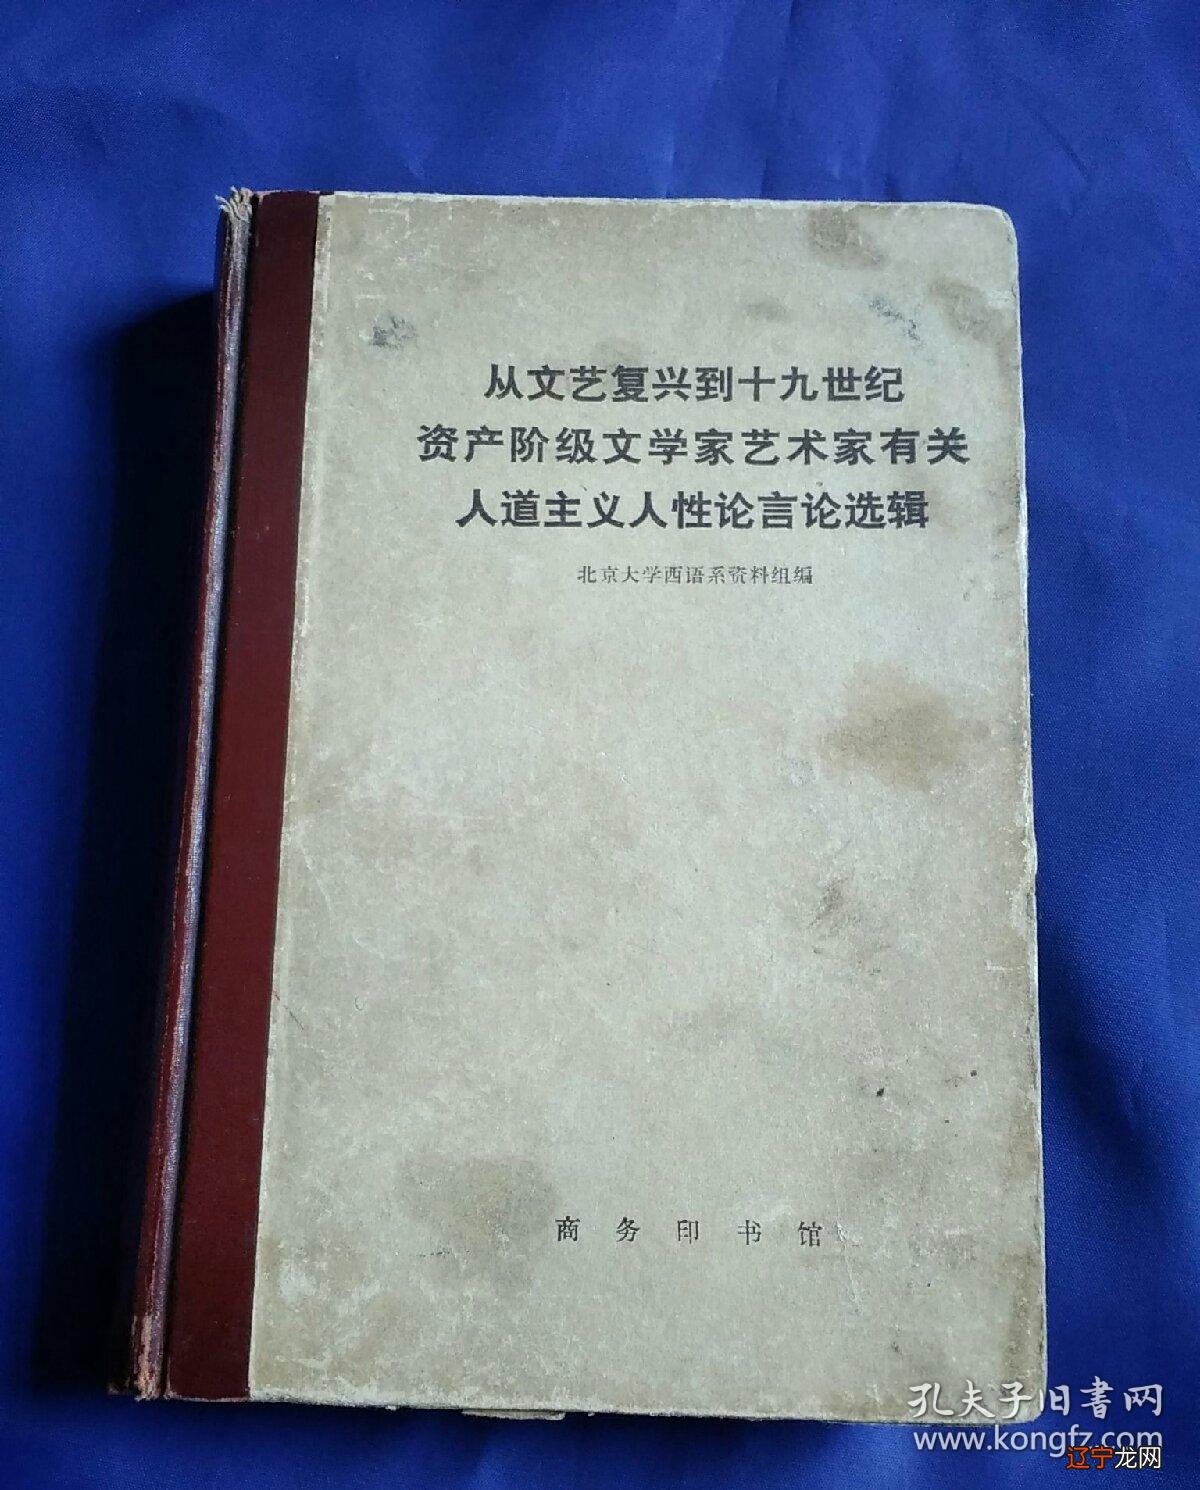 从文艺复兴到十九世纪
资产阶级文学家艺术家有关
人道主义人性论言论选辑
北京大学西语系资料组编
商务印书馆
孔夫子旧書网
www.kongfz.com
辽宁龙网